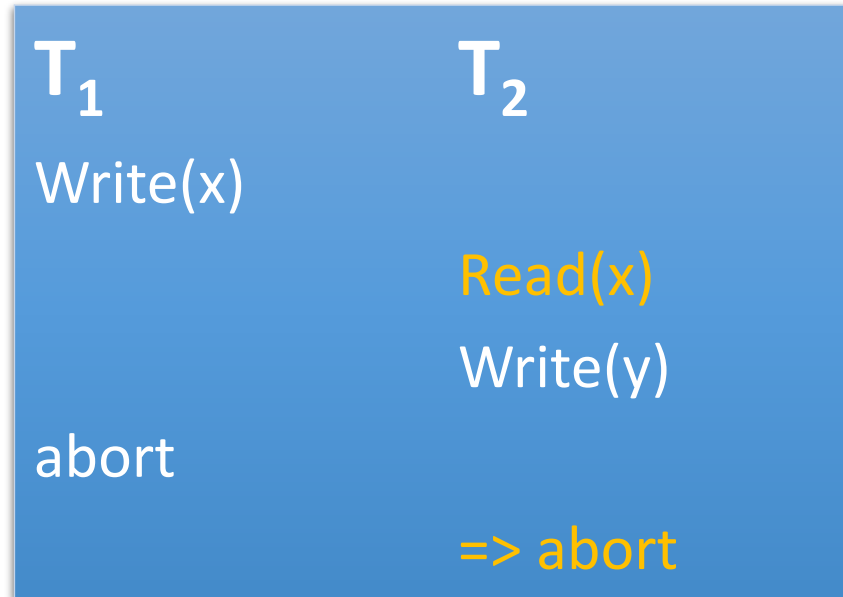 T₁ T₂
Write(x)
Read(x)
Write(y)
abort
=> abort